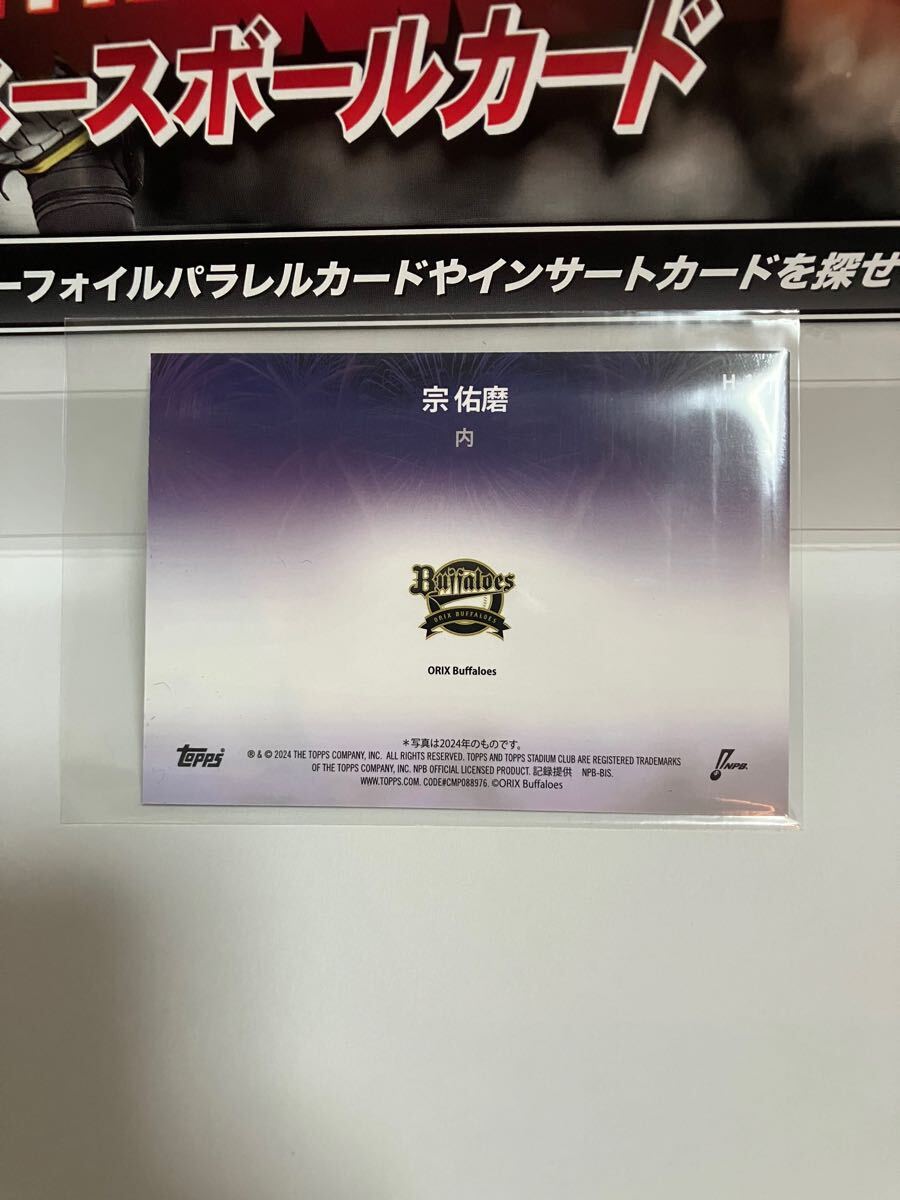 ースボールカード
ーフォイルパラレルカードやインサートカードを探せ
宗 佑磨
内
Buffaloes
ORIX BUFFALOES
ORIX Buffaloes
＊写真は2024年のものです。
topps
® & © 2024 THE TOPPS COMPANY, INC. ALL RIGHTS RESERVED. TOPPS AND TOPPS STADIUM CLUB ARE REGISTERED TRADEMARKS
OF THE TOPPS COMPANY, INC. NPB OFFICIAL LICENSED PRODUCT. 記録提供 NPB-BIS.
WWW.TOPPS.COM. CODE#CMP088976. ©ORIX Buffaloes
NPB.